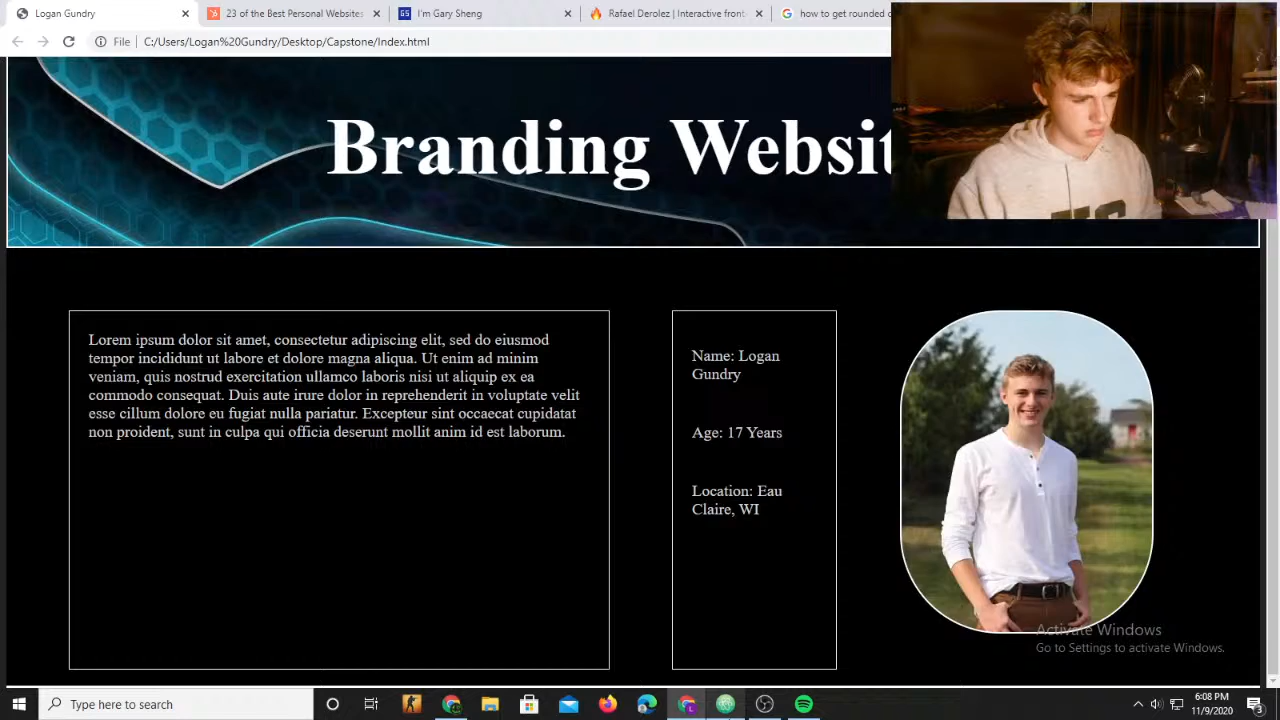 Logan Gundry
23 of the Best Personal Websites
GS I'm Gary Sheng
Rafael Derolez | Interactive front-
G how to get rounded
File | C:/Users/Logan%20Gundry/Desktop/Capstone/Index.html
Branding Websit
Lorem ipsum dolor sit amet, consectetur adipiscing elit, sed do eiusmod
tempor incididunt ut labore et dolore magna aliqua. Ut enim ad minim
veniam, quis nostrud exercitation ullamco laboris nisi ut aliquip ex ea
commodo consequat. Duis aute irure dolor in reprehenderit in voluptate velit
esse cillum dolore eu fugiat nulla pariatur. Excepteur sint occaecat cupidatat
non proident, sunt in culpa qui officia deserunt mollit anim id est laborum.
Name: Logan
Gundry
Age: 17 Years
Location: Eau
Claire, WI
Activate Windows
Go to Settings to activate Windows.
Type here to search
6:08 PM
11/9/2020
3